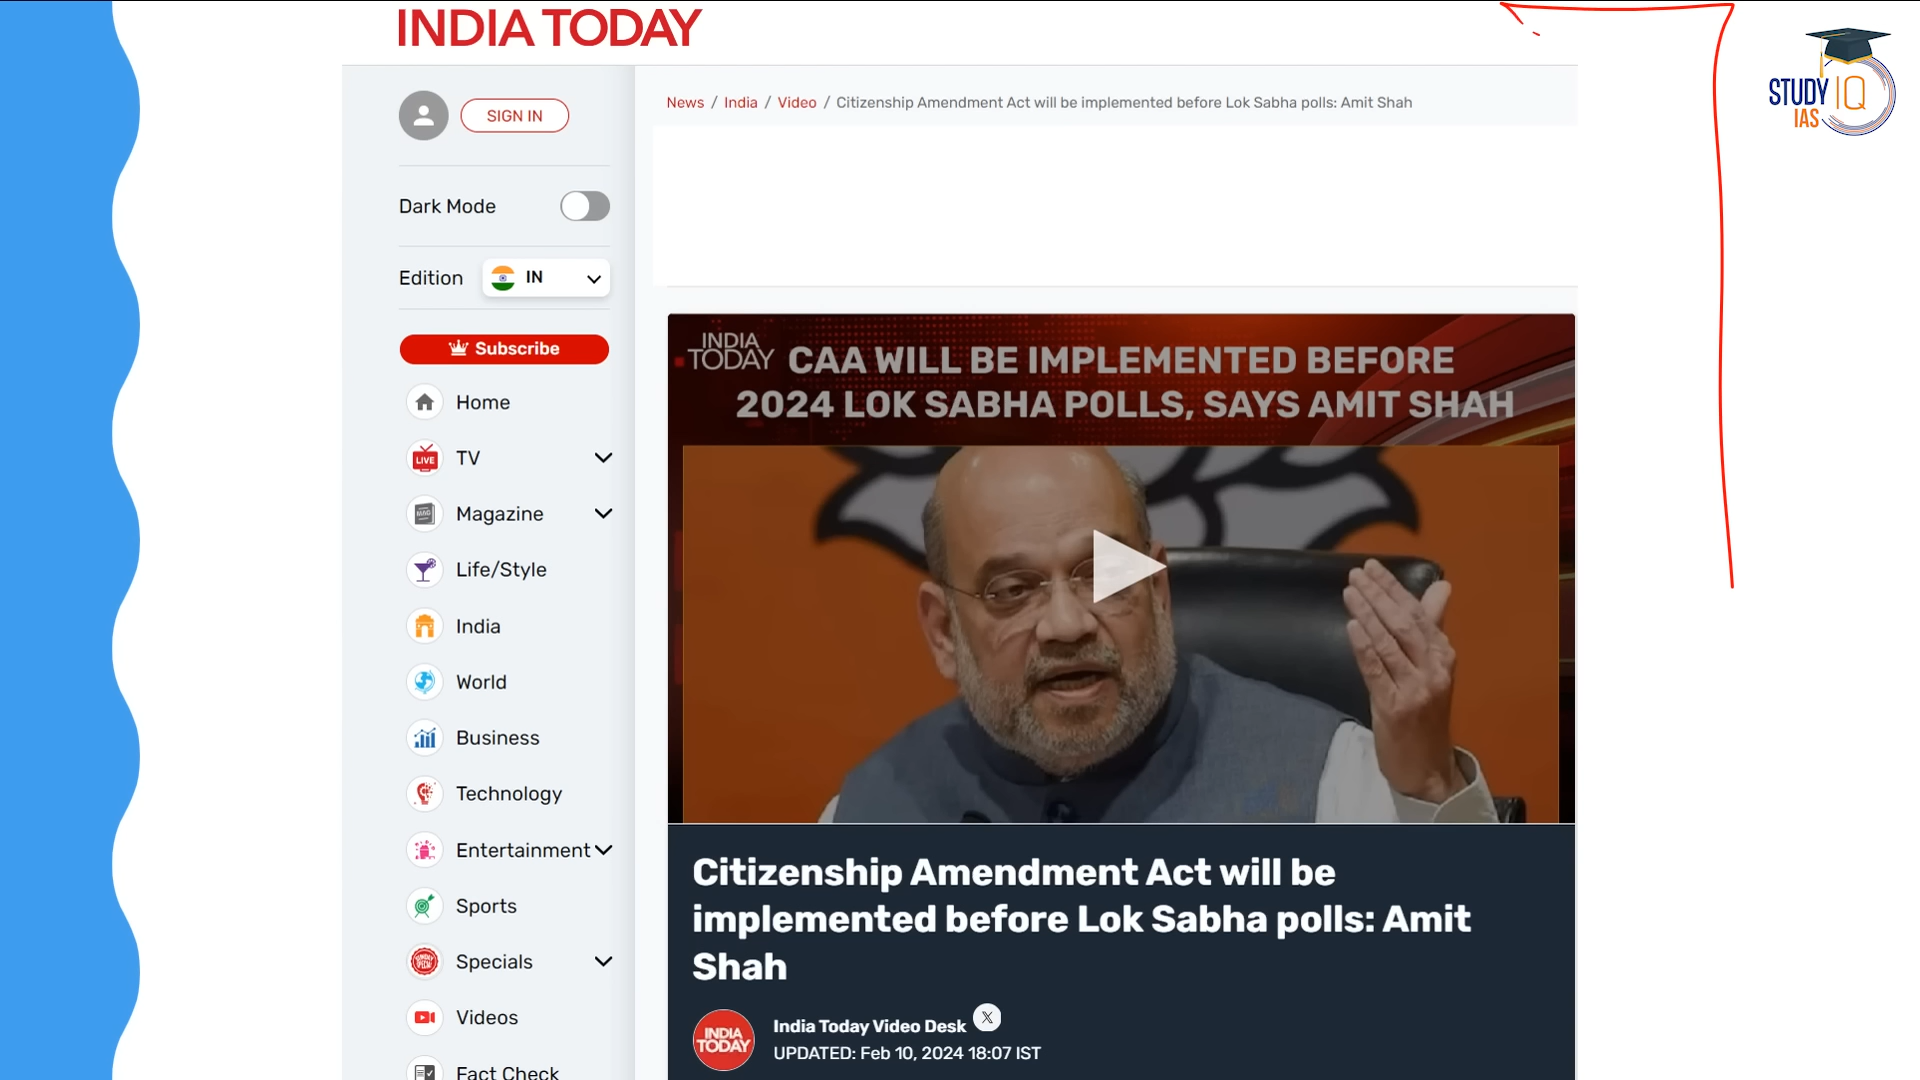 INDIA TODAY
STUDY IQ
IAS
SIGN IN
Dark Mode
Edition IN
Subscribe
Home
TV
Magazine
Life/Style
India
World
Business
Technology
Entertainment
Sports
Specials
Videos
Fact Check
News / India / Video / Citizenship Amendment Act will be implemented before Lok Sabha polls: Amit Shah
INDIA
TODAY
CAA WILL BE IMPLEMENTED BEFORE
2024 LOK SABHA POLLS, SAYS AMIT SHAH
Citizenship Amendment Act will be
implemented before Lok Sabha polls: Amit
Shah
INDIA
TODAY
India Today Video Desk
UPDATED: Feb 10, 2024 18:07 IST